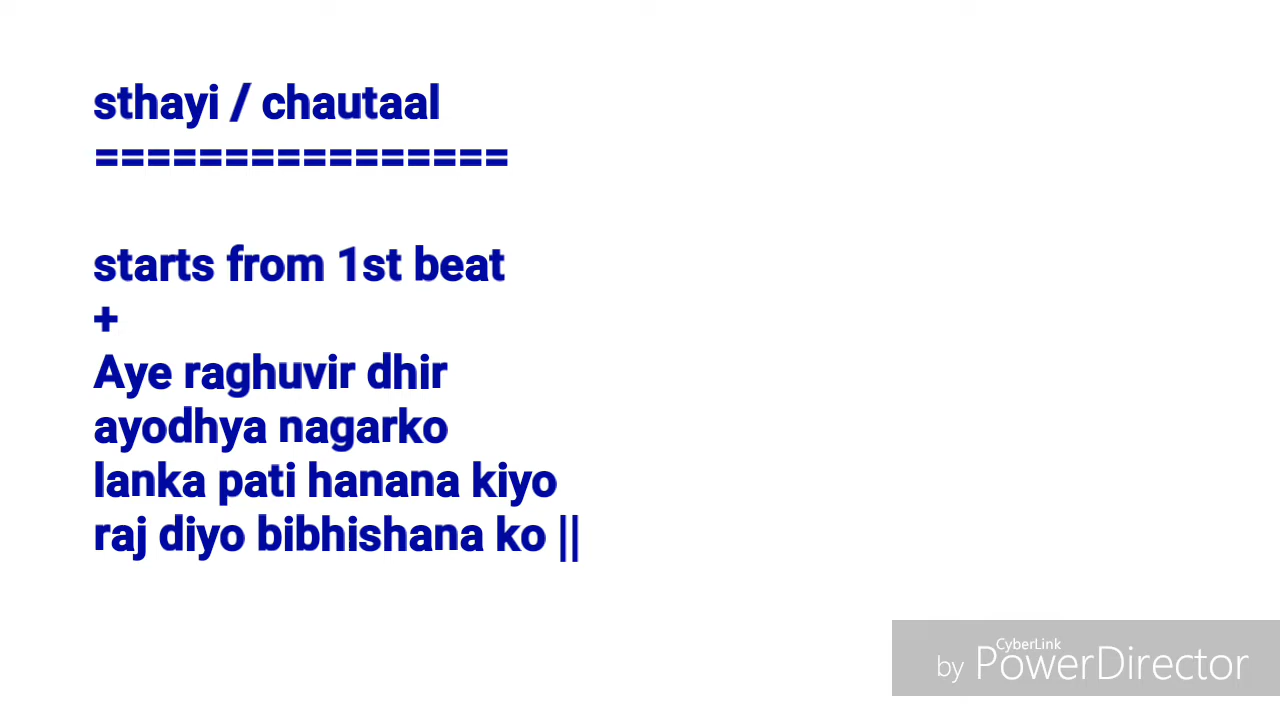 sthayi / chautaal
================
starts from 1st beat
+
Aye raghuvir dhir
ayodhya nagarko
lanka pati hanana kiyo
raj diyo bibhishana ko ||
CyberLink
by PowerDirector